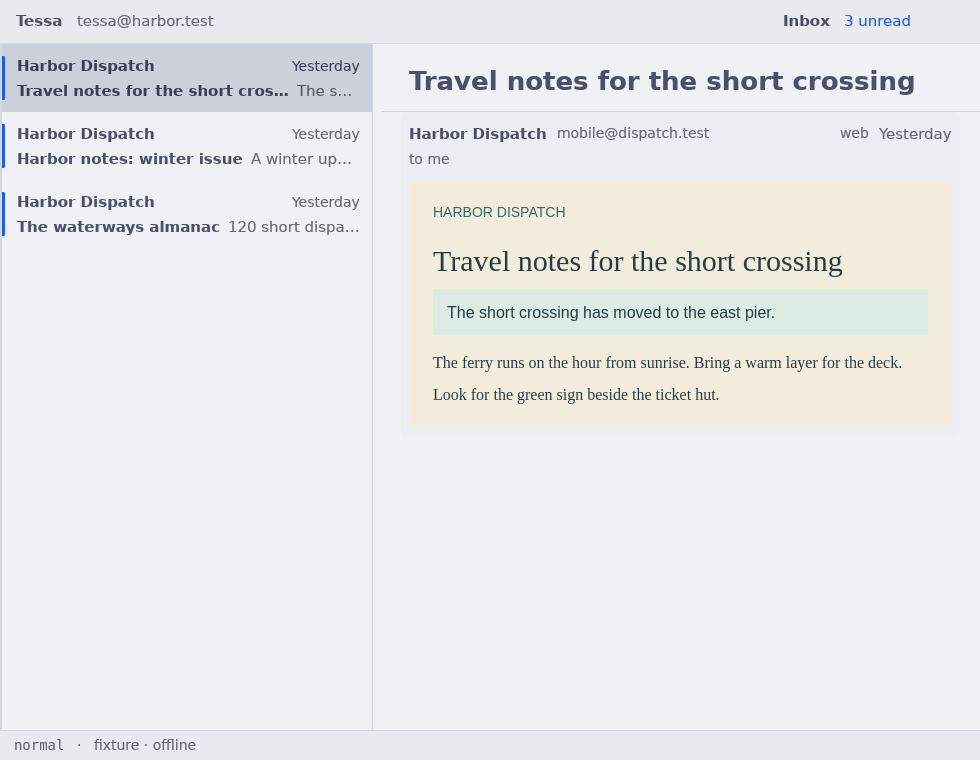 Tessa tessa@harbor.test Inbox 3 unread
Harbor Dispatch Yesterday
Travel notes for the short cros… The s…
Harbor Dispatch Yesterday
Harbor notes: winter issue A winter up…
Harbor Dispatch Yesterday
The waterways almanac 120 short dispa…
Travel notes for the short crossing
Harbor Dispatch mobile@dispatch.test web Yesterday
to me
HARBOR DISPATCH
Travel notes for the short crossing
The short crossing has moved to the east pier.
The ferry runs on the hour from sunrise. Bring a warm layer for the deck.
Look for the green sign beside the ticket hut.
normal · fixture · offline